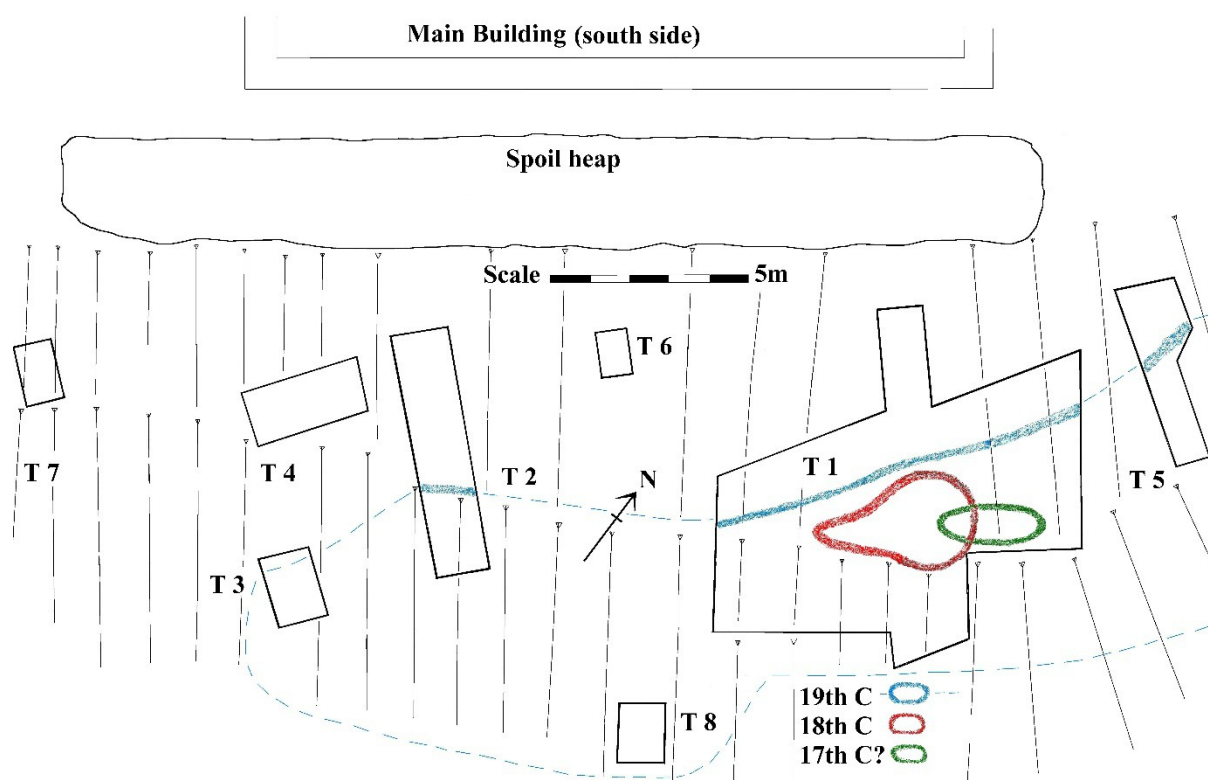 Main Building (south side)
Spoil heap
Scale 5m
T 6
T 7
T 4
T 2
N
T 1
T 5
T 3
T 8
19th C
18th C
17th C?